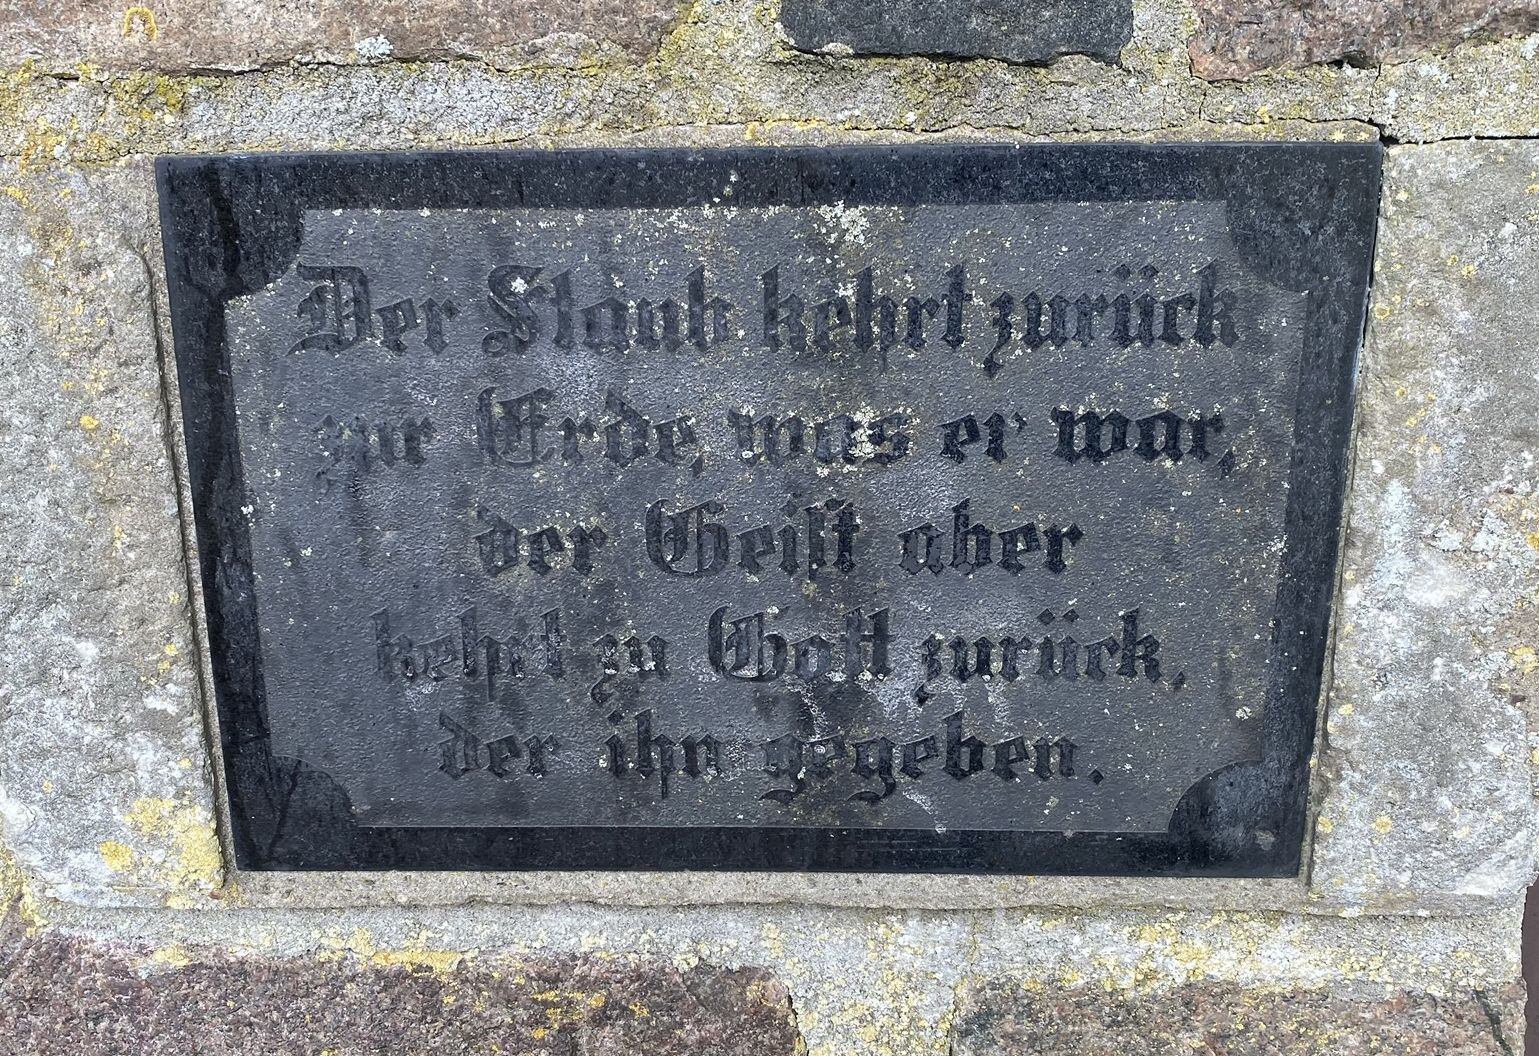 Der Staub kehrt zurück
zur Erde, was er war,
der Geist aber
kehrt zu Gott zurück,
der ihn gegeben.